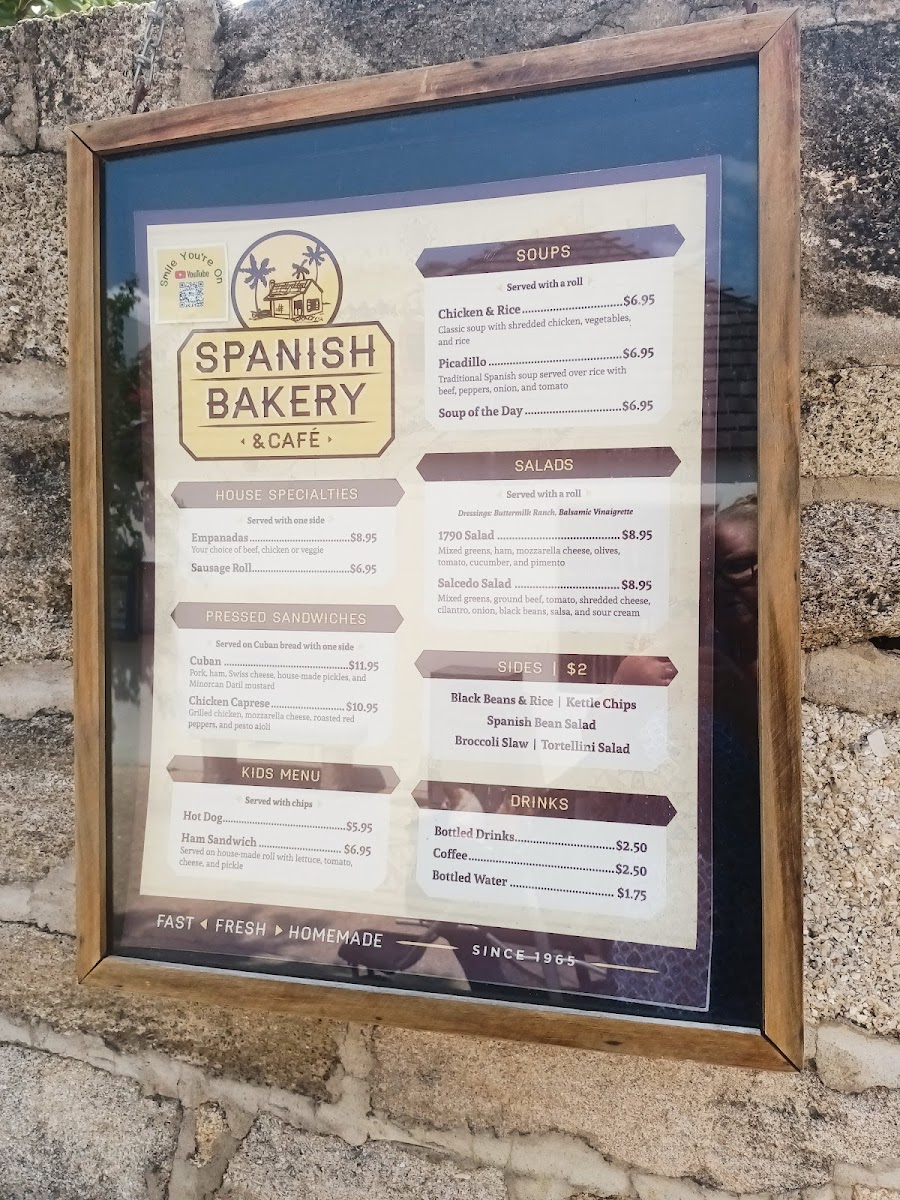 Smile You're On
YouTube
SPANISH
BAKERY
& CAFÉ
HOUSE SPECIALTIES
Served with one side
Empanadas $8.95
Your choice of beef, chicken or veggie
Sausage Roll $6.95
PRESSED SANDWICHES
Served on Cuban bread with one side
Cuban $11.95
Pork, ham, Swiss cheese, house-made pickles, and
Minorcan Datil mustard
Chicken Caprese $10.95
Grilled chicken, mozzarella cheese, roasted red
peppers, and pesto aioli
KIDS MENU
Served with chips
Hot Dog $5.95
Ham Sandwich $6.95
Served on house-made roll with lettuce, tomato,
cheese, and pickle
SOUPS
Served with a roll
Chicken & Rice $6.95
Classic soup with shredded chicken, vegetables,
and rice
Picadillo $6.95
Traditional Spanish soup served over rice with
beef, peppers, onion, and tomato
Soup of the Day $6.95
SALADS
Served with a roll
Dressings: Buttermilk Ranch, Balsamic Vinaigrette
1790 Salad $8.95
Mixed greens, ham, mozzarella cheese, olives,
tomato, cucumber, and pimento
Salcedo Salad $8.95
Mixed greens, ground beef, tomato, shredded cheese,
cilantro, onion, black beans, salsa, and sour cream
SIDES | $2
Black Beans & Rice | Kettle Chips
Spanish Bean Salad
Broccoli Slaw | Tortellini Salad
DRINKS
Bottled Drinks $2.50
Coffee $2.50
Bottled Water $1.75
FAST FRESH HOMEMADE
SINCE 1965